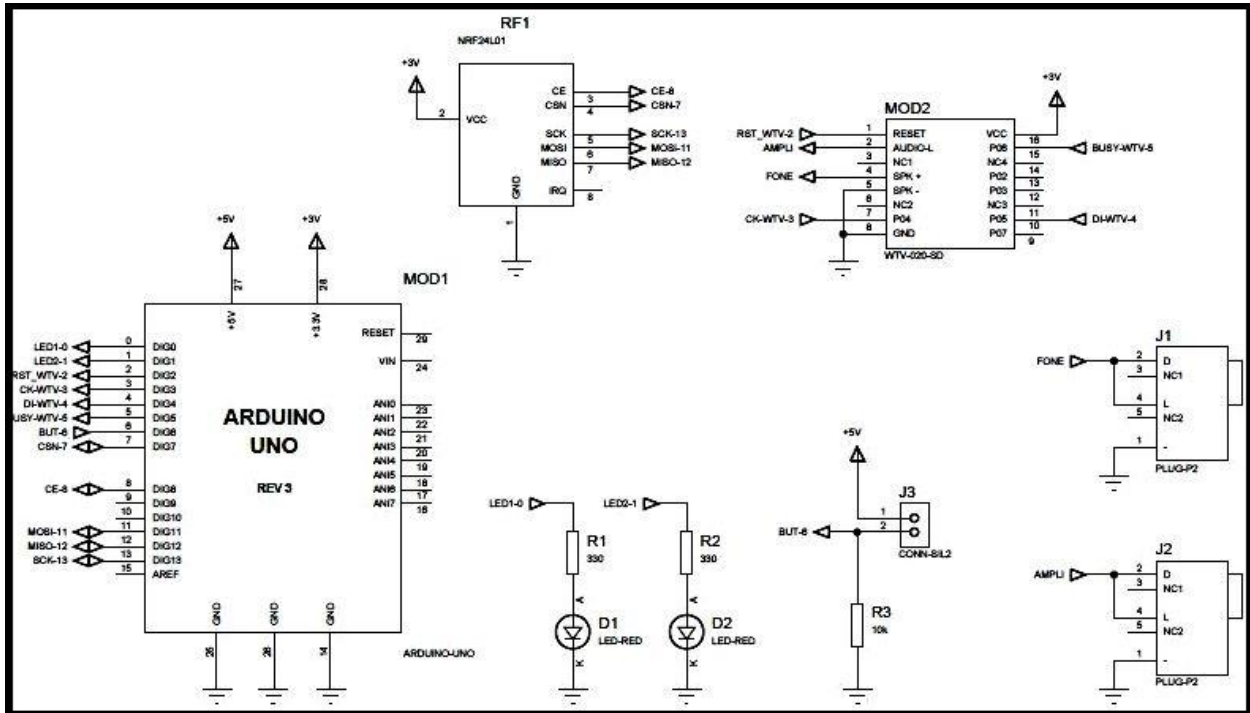 RF1
NRF24L01
+3V
2
VCC
CE
3
CE-8
CSN
4
CSN-7
SCK
5
SCK-13
MOSI
6
MOSI-11
MISO
7
MISO-12
IRQ
8
GND
1
MOD2
+3V
RST_WTV-2
1
RESET
VCC
16
AMPLI
2
AUDIO-L
P06
15
BUSY-WTV-5
3
NC1
NC4
14
FONE
4
SPK +
P02
13
5
SPK -
P03
12
6
NC2
NC3
11
CK-WTV-3
7
P04
P05
10
DI-WTV-4
8
GND
P07
9
WTV-020-SD
+5V
+3V
27
28
MOD1
+5V
+3.3V
RESET
29
VIN
24
LED1-0
0
DIG0
LED2-1
1
DIG1
RST_WTV-2
2
DIG2
CK-WTV-3
3
DIG3
DI-WTV-4
4
DIG4
USY-WTV-5
5
DIG5
BUT-6
6
DIG6
CSN-7
7
DIG7
CE-8
8
DIG8
9
DIG9
10
DIG10
MOSI-11
11
DIG11
MISO-12
12
DIG12
SCK-13
13
DIG13
15
AREF
ARDUINO
UNO
REV3
ANI0
23
ANI1
22
ANI2
21
ANI3
20
ANI4
19
ANI5
18
ANI6
17
ANI7
16
GND
GND
GND
25
26
14
ARDUINO-UNO
LED1-0
R1
330
A
D1
LED-RED
K
LED2-1
R2
330
A
D2
LED-RED
K
+5V
J3
1
2
BUT-6
CONN-SIL2
R3
10k
J1
FONE
2
D
3
NC1
4
L
5
NC2
1
-
PLUG-P2
J2
AMPLI
2
D
3
NC1
4
L
5
NC2
1
-
PLUG-P2